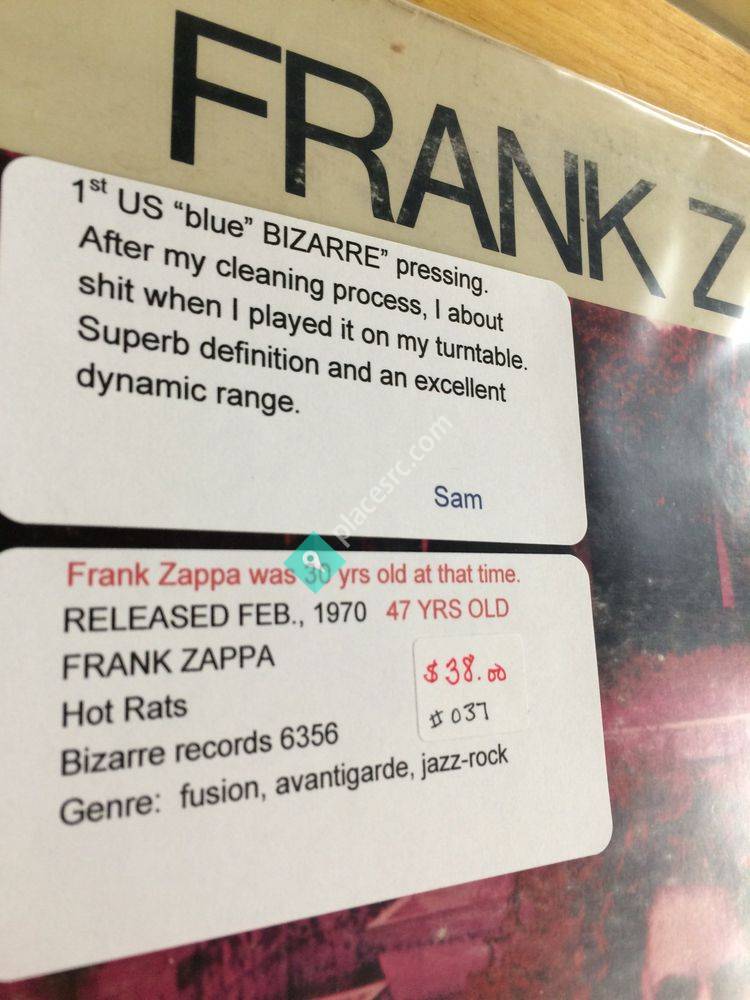 FRANK Z
1st US “blue” BIZARRE” pressing.
After my cleaning process, I about
shit when I played it on my turntable.
Superb definition and an excellent
dynamic range.
Sam
9 placesrc.com
Frank Zappa was 30 yrs old at that time.
RELEASED FEB., 1970 47 YRS OLD
FRANK ZAPPA
$38.00
Hot Rats
# 037
Bizarre records 6356
Genre: fusion, avantigarde, jazz-rock